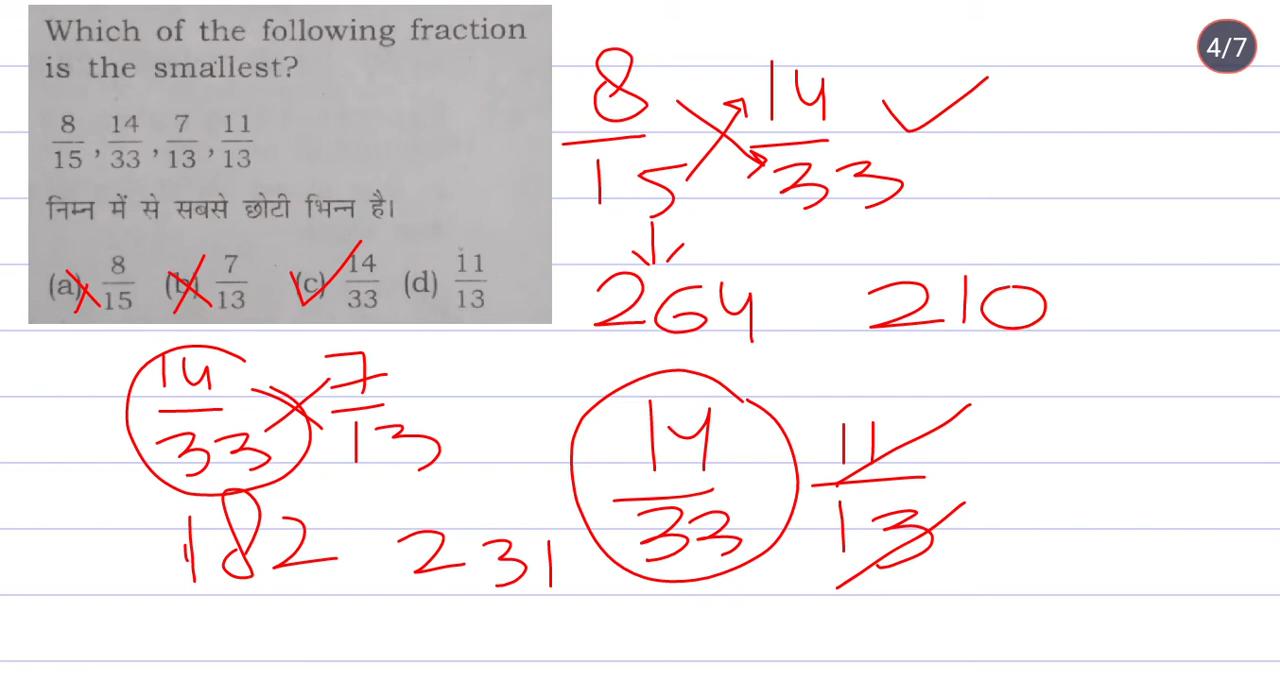 Which of the following fraction
is the smallest?
8/15, 14/33, 7/13, 11/13
निम्न में से सबसे छोटी भिन्न है।
(a) 8/15 (b) 7/13 (c) 14/33 (d) 11/13
4/7
8/15 14/33
264 210
14/33 7/13
182 231
14/33 11/13